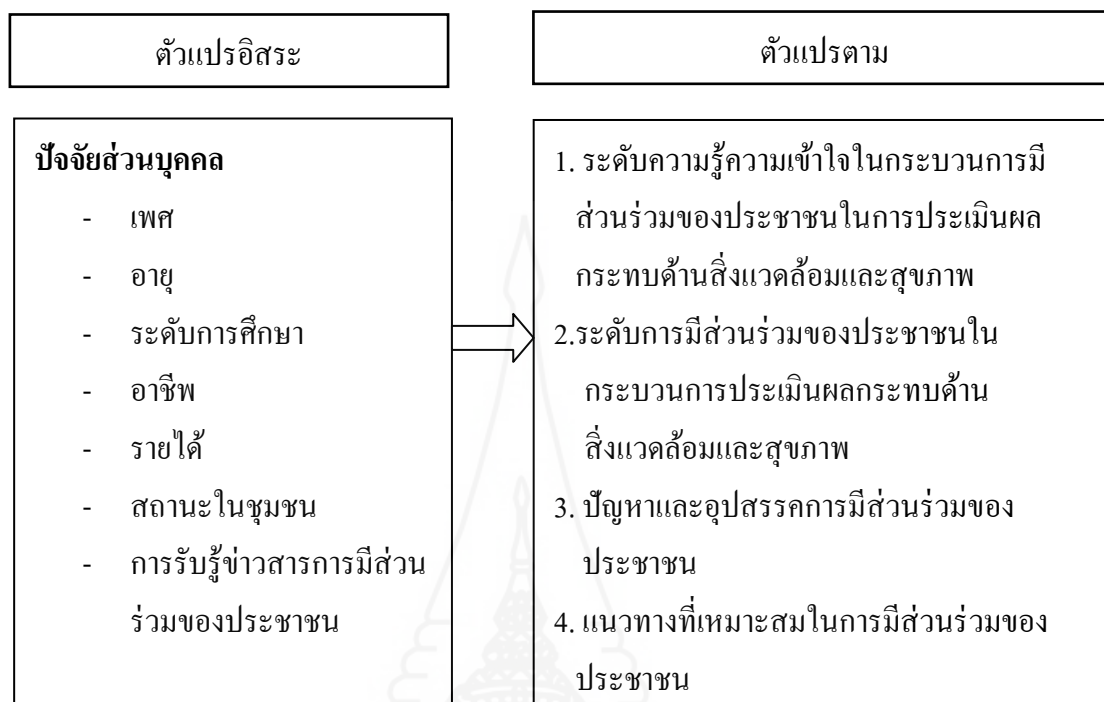 ตัวแปรอิสระ
ตัวแปรตาม
ปัจจัยส่วนบุคคล
- เพศ
- อายุ
- ระดับการศึกษา
- อาชีพ
- รายได้
- สถานะในชุมชน
- การรับรู้ข่าวสารการมีส่วน
ร่วมของประชาชน
1. ระดับความรู้ความเข้าใจในกระบวนการมี
ส่วนร่วมของประชาชนในการประเมินผล
กระทบด้านสิ่งแวดล้อมและสุขภาพ
2.ระดับการมีส่วนร่วมของประชาชนใน
กระบวนการประเมินผลกระทบด้าน
สิ่งแวดล้อมและสุขภาพ
3. ปัญหาและอุปสรรคการมีส่วนร่วมของ
ประชาชน
4. แนวทางที่เหมาะสมในการมีส่วนร่วมของ
ประชาชน